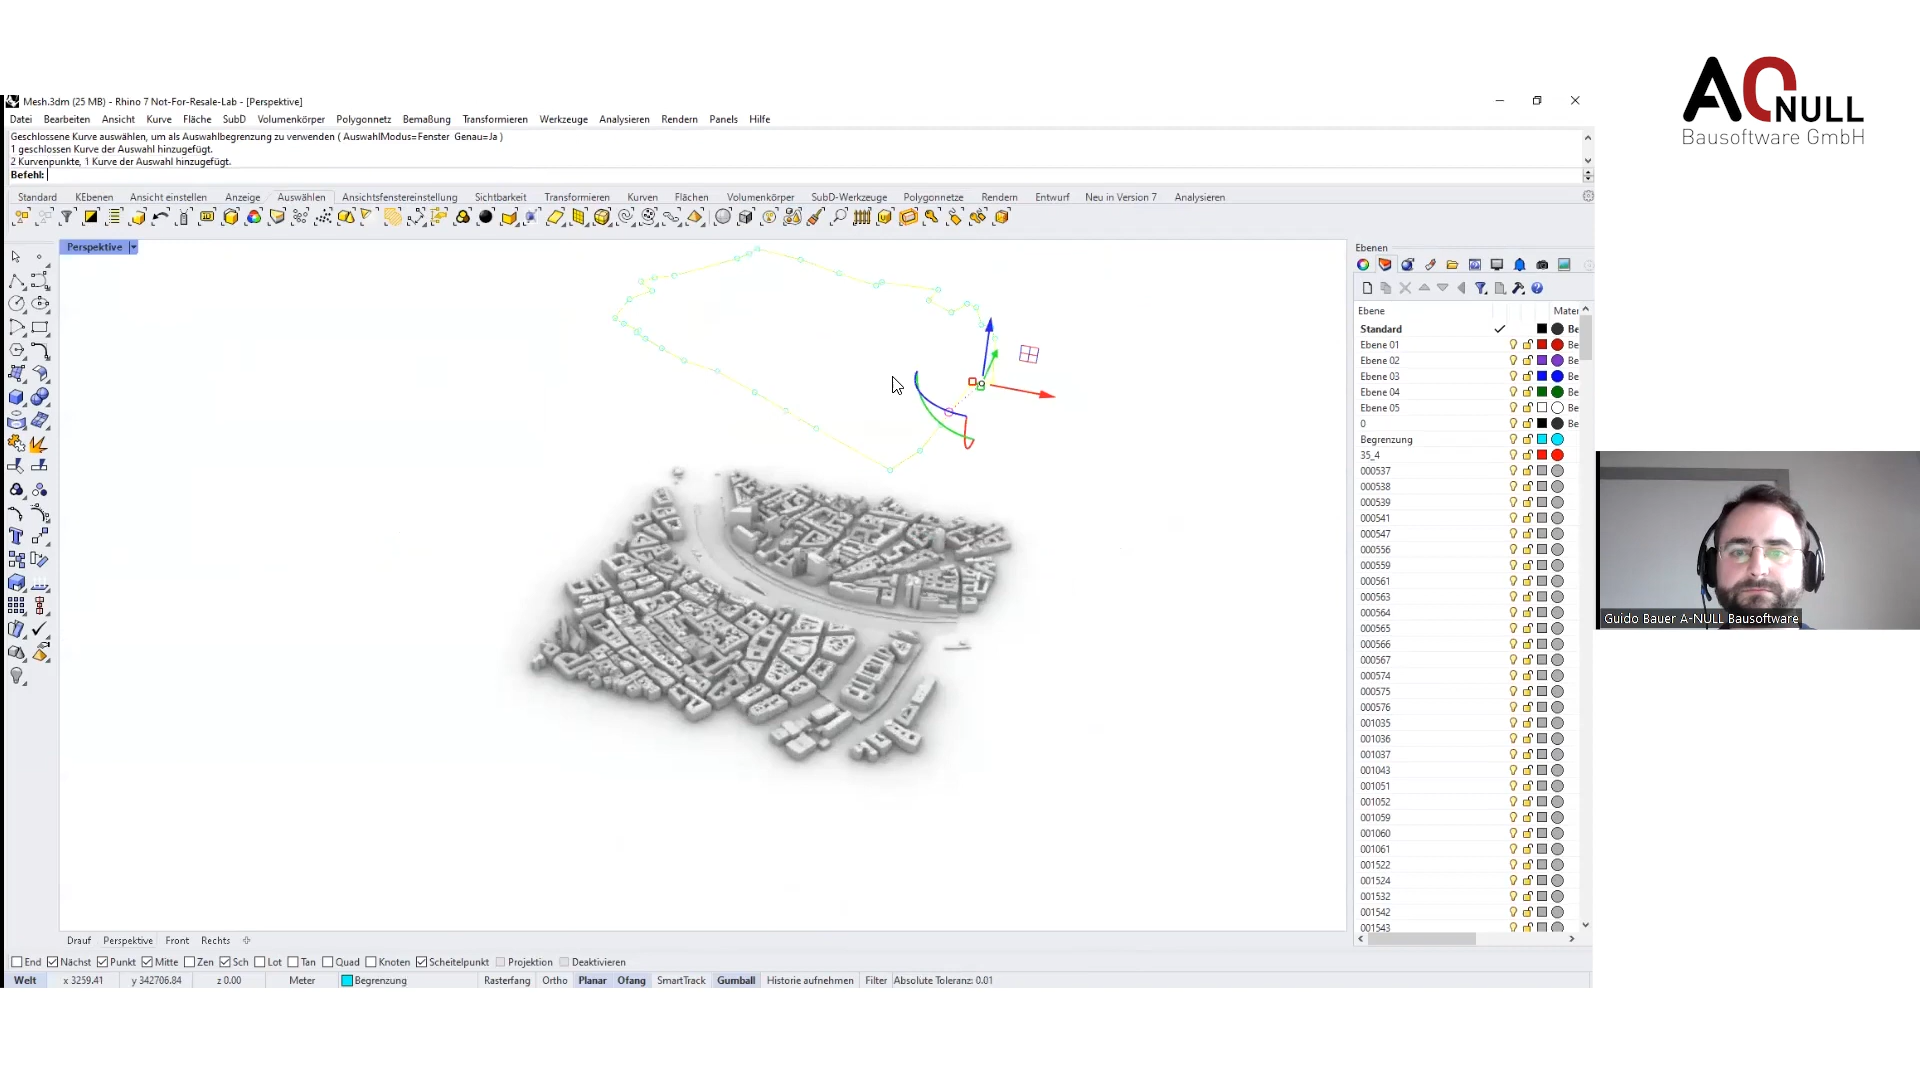 A NULL
Bausoftware GmbH
Mesh.3dm (25 MB) - Rhino 7 Not-For-Resale-Lab - [Perspektive]
Datei Bearbeiten Ansicht Kurve Fläche SubD Volumenkörper Polygonnetz Bemaßung Transformieren Werkzeuge Analysieren Rendern Panels Hilfe
Geschlossene Kurve auswählen, um als Auswahlbegrenzung zu verwenden ( AuswahlModus=Fenster Genau=Ja )
1 geschlossen Kurve der Auswahl hinzugefügt.
2 Kurvenpunkte, 1 Kurve der Auswahl hinzugefügt.
Befehl:
Standard KEbenen Ansicht einstellen Anzeige Auswählen Ansichtsfenstereinstellung Sichtbarkeit Transformieren Kurven Flächen Volumenkörper SubD-Werkzeuge Polygonnetze Rendern Entwurf Neu in Version 7 Analysieren
Perspektive
Ebenen
Ebene Mater
Standard Be
Ebene 01 Be
Ebene 02 Be
Ebene 03 Be
Ebene 04 Be
Ebene 05 Be
0 Be
Begrenzung
35_4
000537
000538
000539
000541
000547
000556
000559
000561
000563
000564
000565
000566
000567
000574
000575
000576
001035
001036
001037
001043
001051
001052
001059
001060
001061
001522
001524
001532
001542
001543
Guido Bauer A-NULL Bausoftware
Drauf Perspektive Front Rechts
End Nächst Punkt Mitte Zen Sch Lot Tan Quad Knoten Scheitelpunkt Projektion Deaktivieren
Welt x 3259.41 y 342706.84 z 0.00 Meter Begrenzung Rasterfang Ortho Planar Ofang SmartTrack Gumball Historie aufnehmen Filter Absolute Toleranz: 0.01